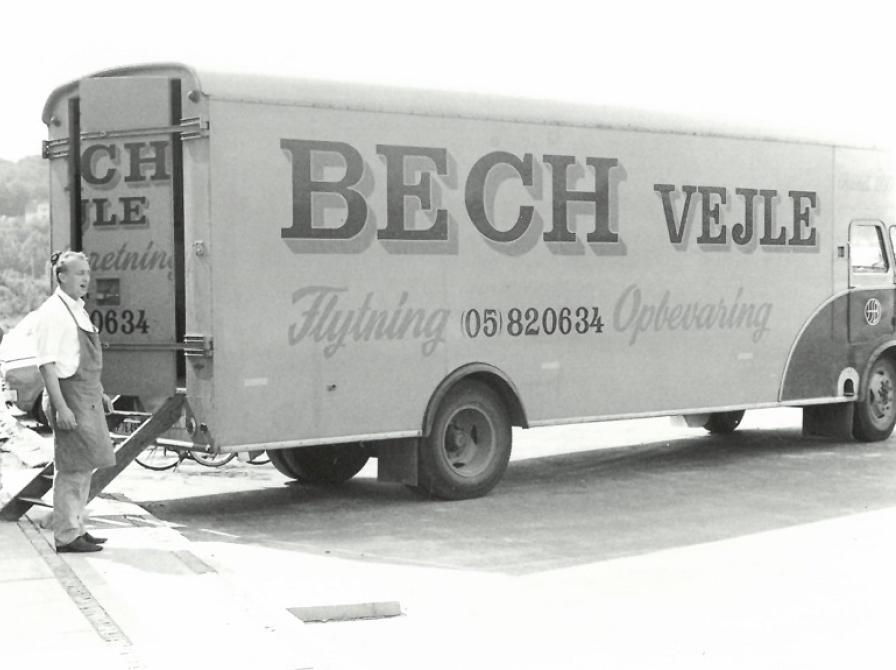 BECH VEJLE
Flytning (05) 820634 Opbevaring
CH
JLE
retning
0634